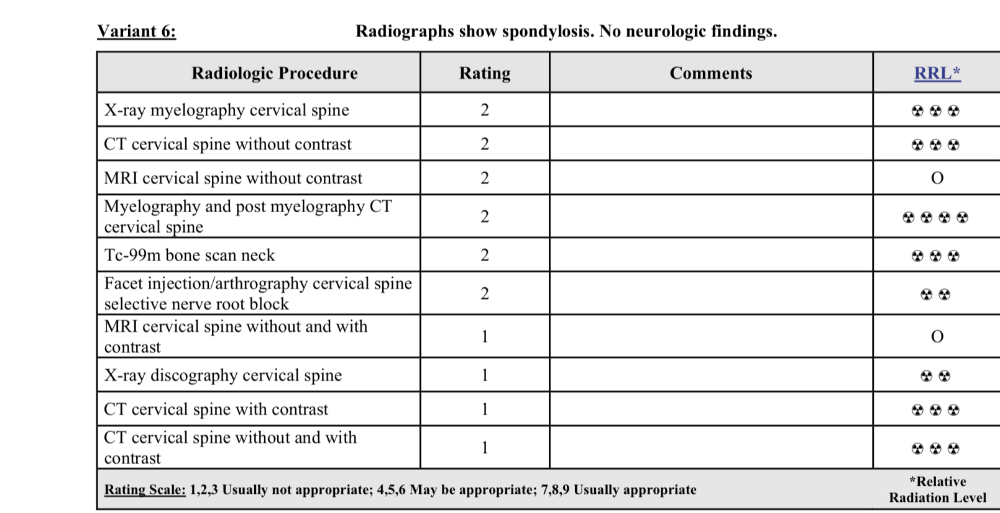 Variant 6: Radiographs show spondylosis. No neurologic findings.
Radiologic Procedure Rating Comments RRL*
X-ray myelography cervical spine 2 ☢ ☢ ☢
CT cervical spine without contrast 2 ☢ ☢ ☢
MRI cervical spine without contrast 2 O
Myelography and post myelography CT
cervical spine 2 ☢ ☢ ☢ ☢
Tc-99m bone scan neck 2 ☢ ☢ ☢
Facet injection/arthrography cervical spine
selective nerve root block 2 ☢ ☢
MRI cervical spine without and with
contrast 1 O
X-ray discography cervical spine 1 ☢ ☢
CT cervical spine with contrast 1 ☢ ☢ ☢
CT cervical spine without and with
contrast 1 ☢ ☢ ☢
Rating Scale: 1,2,3 Usually not appropriate; 4,5,6 May be appropriate; 7,8,9 Usually appropriate
*Relative
Radiation Level